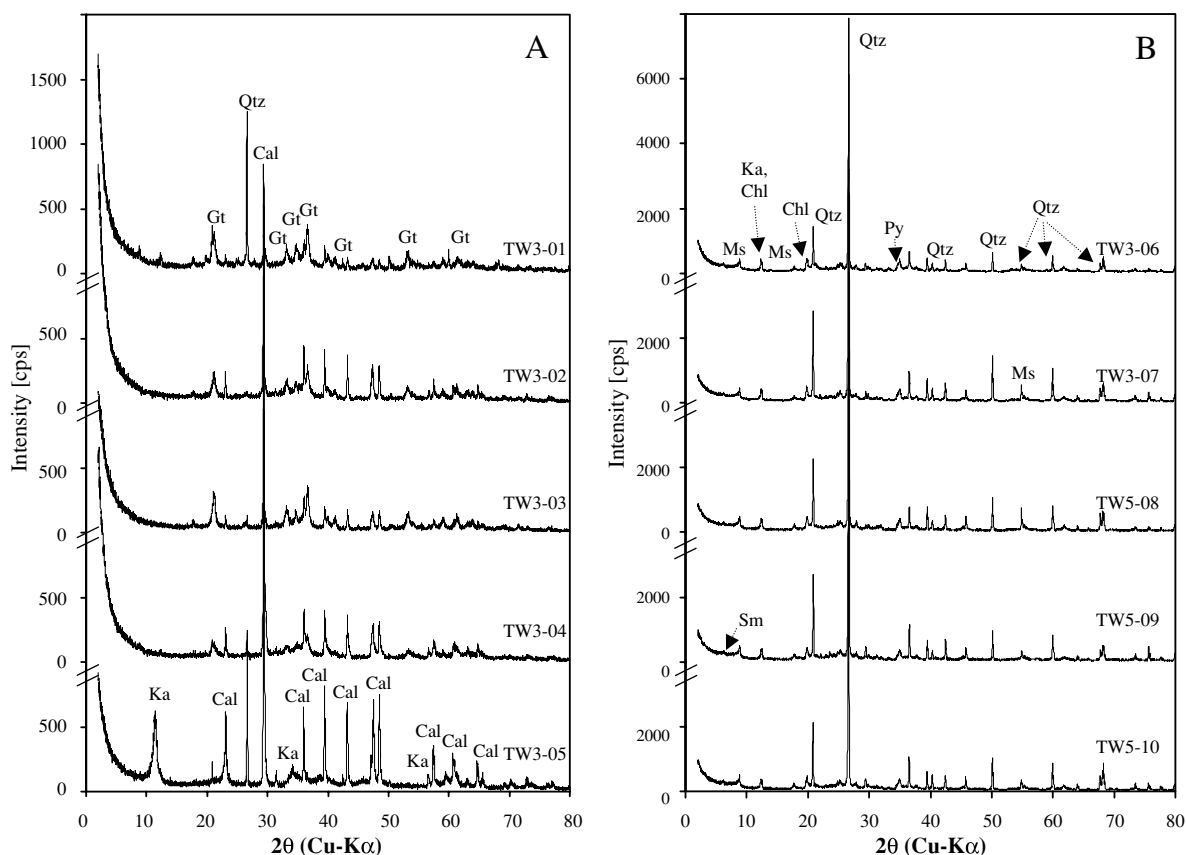 A
Intensity [cps]
1500
1000
500
0
500
0
500
0
500
0
500
0
Qtz
Cal
Gt
Gt
Gt
Gt
Gt
Gt
Gt
TW3-01
TW3-02
TW3-03
TW3-04
Ka
Cal
Ka
Cal
Cal
Cal
Cal
Ka
Cal
Cal
Cal
TW3-05
0 10 20 30 40 50 60 70 80
2θ (Cu-Kα)
B
Intensity [cps]
6000
4000
2000
0
2000
0
2000
0
2000
0
2000
0
Qtz
Ka,
Chl
Ms
Ms
Chl
Qtz
Py
Qtz
Qtz
Qtz
TW3-06
Ms
TW3-07
TW5-08
Sm
TW5-09
TW5-10
0 10 20 30 40 50 60 70 80
2θ (Cu-Kα)